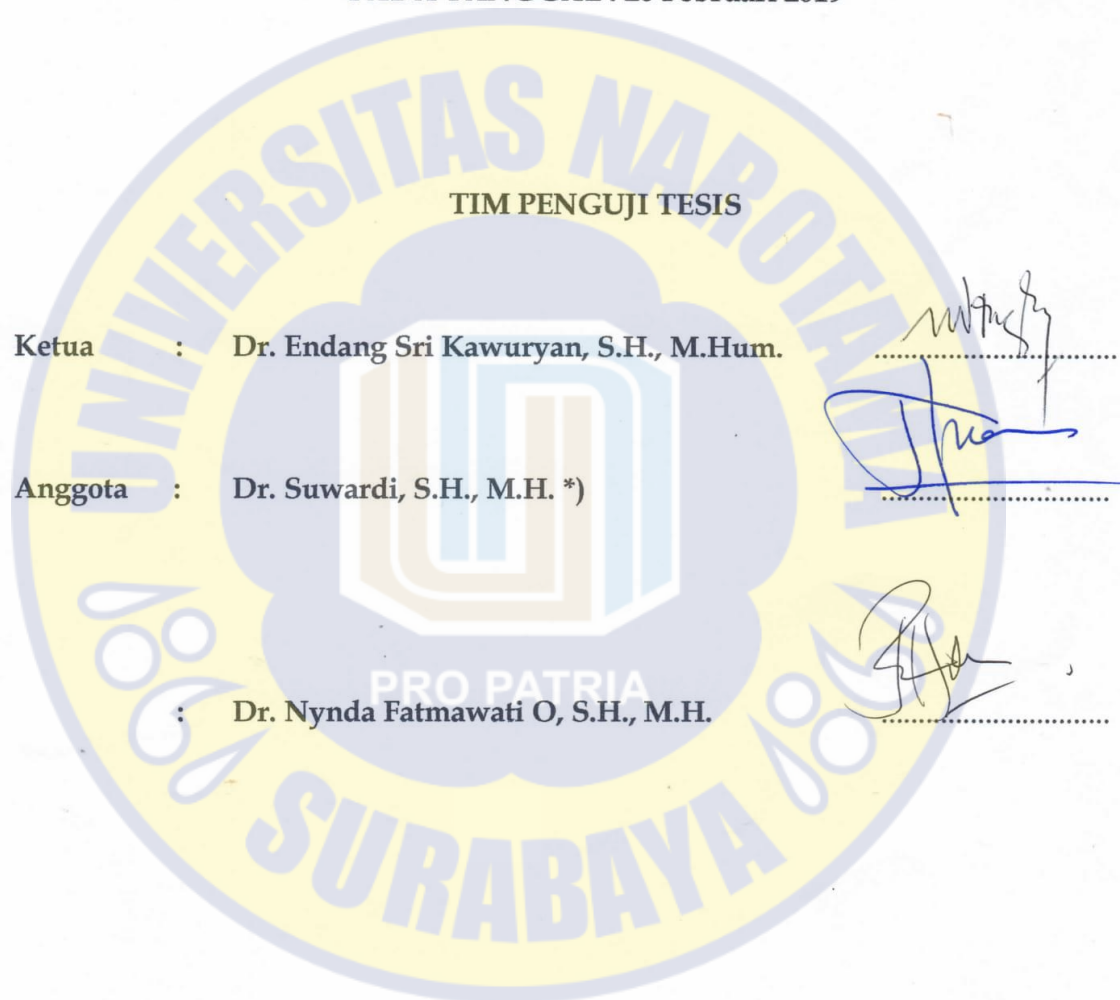 TIM PENGUJI TESIS
Ketua : Dr. Endang Sri Kawuryan, S.H., M.Hum. ........................
Anggota : Dr. Suwardi, S.H., M.H. *) ........................
: Dr. Nynda Fatmawati O, S.H., M.H. ........................
UNIVERSITAS NAROTAMA
PRO PATRIA
SURABAYA